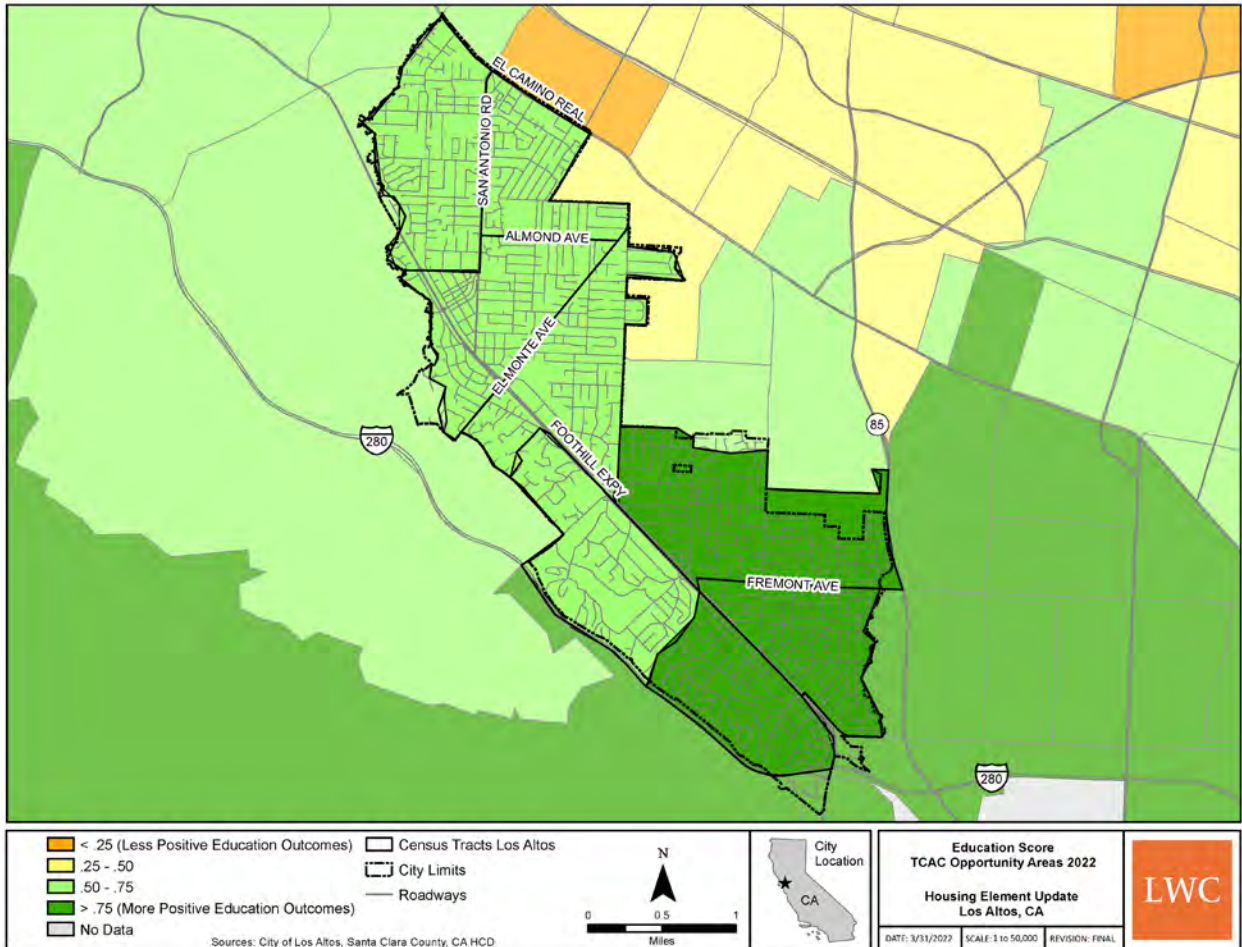 EL CAMINO REAL
SAN ANTONIO RD
ALMOND AVE
EL MONTE AVE
FOOTHILL EXPY
280
85
FREMONT AVE
280
< .25 (Less Positive Education Outcomes)
.25 - .50
.50 - .75
> .75 (More Positive Education Outcomes)
No Data
Census Tracts Los Altos
City Limits
Roadways
Sources: City of Los Altos, Santa Clara County, CA HCD
N
0 0.5 1
Miles
City
Location
CA
Education Score
TCAC Opportunity Areas 2022
Housing Element Update
Los Altos, CA
DATE: 3/31/2022 SCALE: 1 to 50,000 REVISION: FINAL
LWC